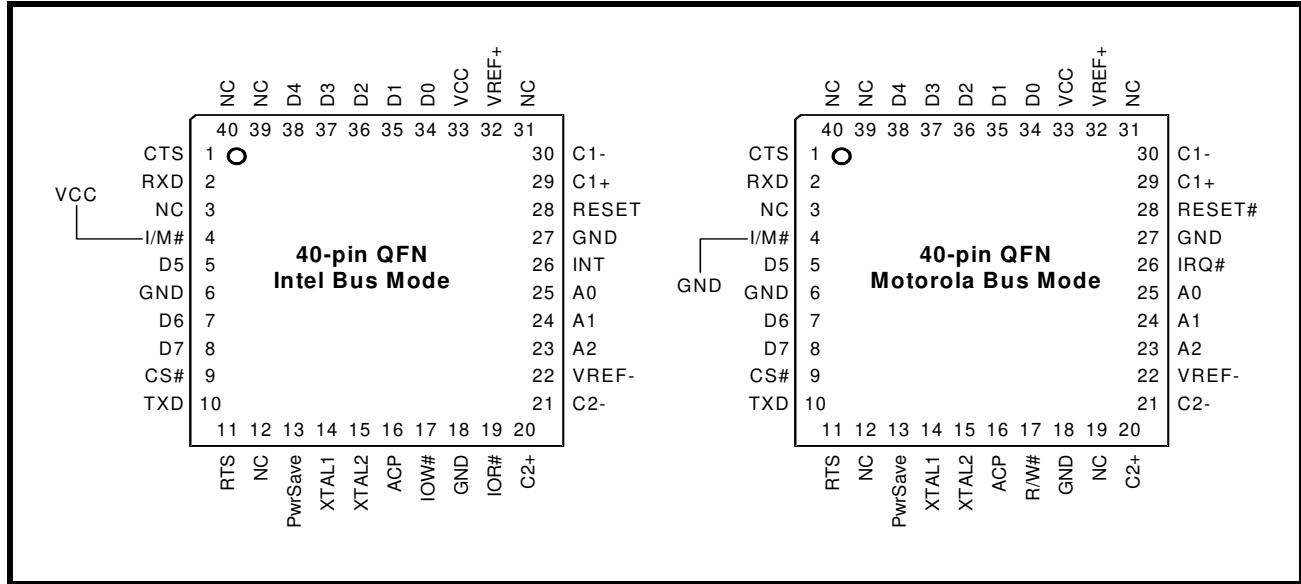 NC NC D4 D3 D2 D1 D0 VCC VREF+ NC
40 39 38 37 36 35 34 33 32 31
CTS 1 30 C1-
RXD 2 29 C1+
VCC
NC 3 28 RESET
I/M# 4 27 GND
40-pin QFN
Intel Bus Mode
D5 5 26 INT
GND 6 25 A0
D6 7 24 A1
D7 8 23 A2
CS# 9 22 VREF-
TXD 10 21 C2-
11 12 13 14 15 16 17 18 19 20
RTS NC PwrSave XTAL1 XTAL2 ACP IOW# GND IOR# C2+
NC NC D4 D3 D2 D1 D0 VCC VREF+ NC
40 39 38 37 36 35 34 33 32 31
CTS 1 30 C1-
RXD 2 29 C1+
NC 3 28 RESET#
I/M# 4 27 GND
40-pin QFN
Motorola Bus Mode
D5 5 26 IRQ#
GND
GND 6 25 A0
D6 7 24 A1
D7 8 23 A2
CS# 9 22 VREF-
TXD 10 21 C2-
11 12 13 14 15 16 17 18 19 20
RTS NC PwrSave XTAL1 XTAL2 ACP R/W# GND NC C2+